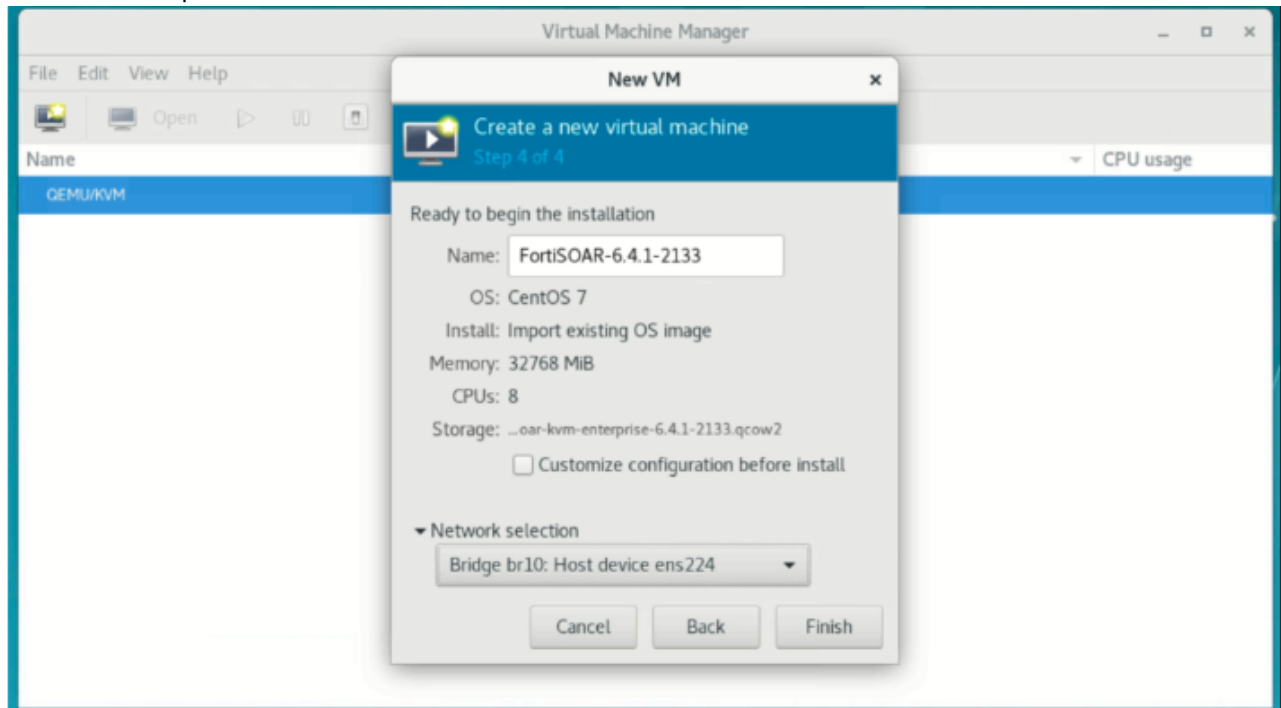 Virtual Machine Manager
File Edit View Help
New VM
Open
Create a new virtual machine
Step 4 of 4
Name
CPU usage
QEMU/KVM
Ready to begin the installation
Name: FortiSOAR-6.4.1-2133
OS: CentOS 7
Install: Import existing OS image
Memory: 32768 MiB
CPUs: 8
Storage: ...oar-kvm-enterprise-6.4.1-2133.qcow2
Customize configuration before install
Network selection
Bridge br10: Host device ens224
Cancel Back Finish